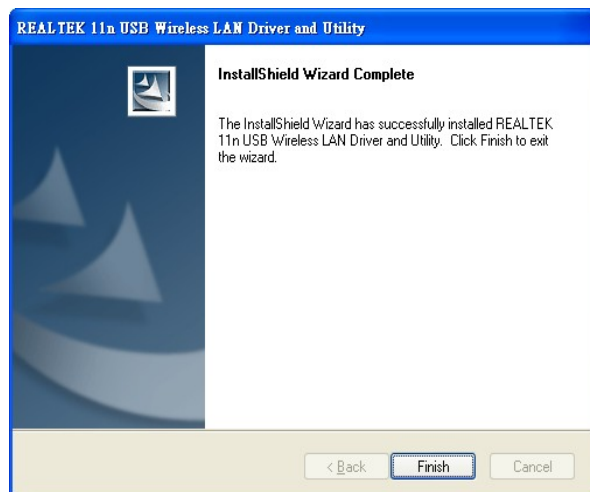 REALTEK 11n USB Wireless LAN Driver and Utility
InstallShield Wizard Complete
The InstallShield Wizard has successfully installed REALTEK
11n USB Wireless LAN Driver and Utility. Click Finish to exit
the wizard.
< Back Finish Cancel